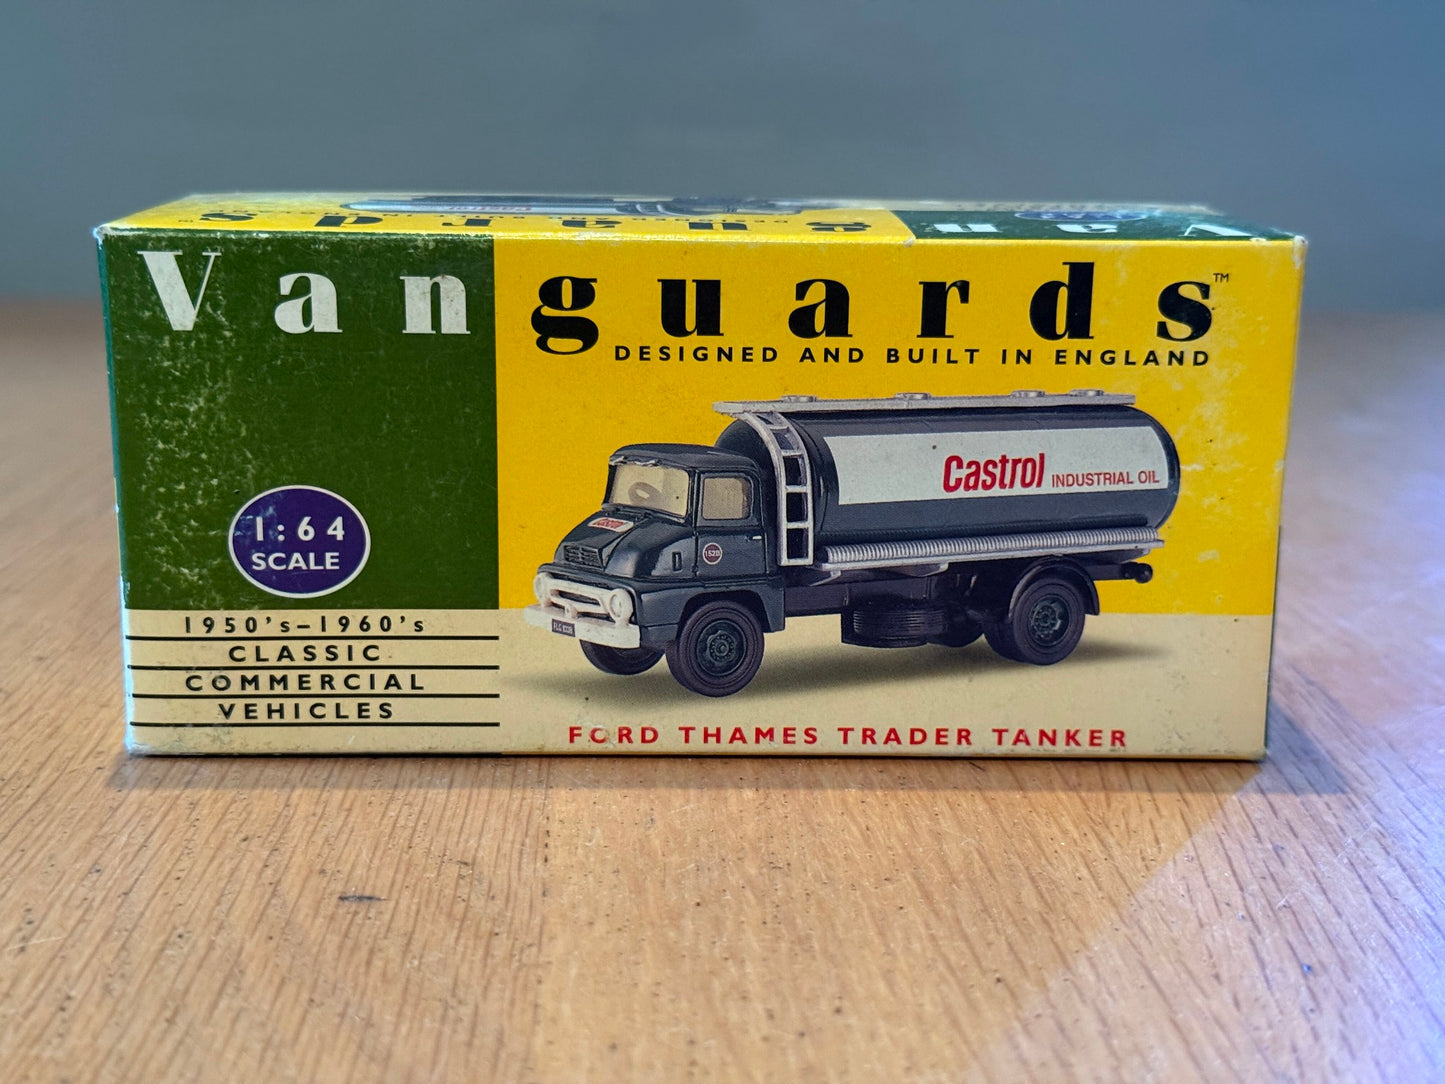 Vanguards™
DESIGNED AND BUILT IN ENGLAND
Castrol INDUSTRIAL OIL
Castrol
1:64
SCALE
1950's–1960's
CLASSIC
COMMERCIAL
VEHICLES
FORD THAMES TRADER TANKER